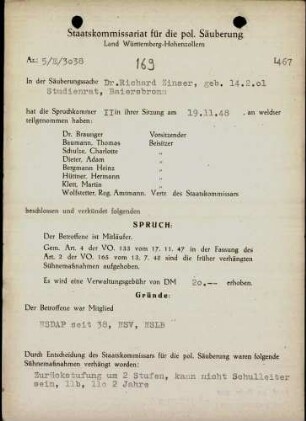 Staatskommissariat für die pol. Säuberung
Land Württemberg-Hohenzollern
Az.: 5/E/3038 169 1467
In der Säuberungssache Dr.Richard Zinser, geb. 14.2.01
Studienrat, Baiersbronn
hat die Spruchkammer II in ihrer Sitzung am 19.11.48, an welcher
teilgenommen haben:
Dr. Brauger Vorsitzender
Baumann, Thomas Beisitzer
Schulze, Charlotte "
Dieter, Adam "
Bergmann Heinz "
Hürmer, Hermann "
Klett, Martin "
Wollstetter, Reg. Amtmann, Vertr. des Staatskommissars
beschlossen und verkündet folgenden
SPRUCH:
Der Betroffene ist Mitläufer.
Gem. Art. 4 der VO. 133 vom 17. 11. 47 in der Fassung des
Art. 2 der VO. 165 vom 13. 7. 48 sind die früher verhängten
Sühnemaßnahmen aufgehoben.
Es wird eine Verwaltungsgebühr von DM 20.-- erhoben.
Gründe:
Der Betroffene war Mitglied
NSDAP seit 38, NSV, NSLB
Durch Entscheidung des Staatskommissars für die pol. Säuberung waren folgende
Sühnemaßnahmen verhängt worden:
Zurückstufung um 2 Stufen, kann nicht Schulleiter
sein, 11b, 11c 2 Jahre